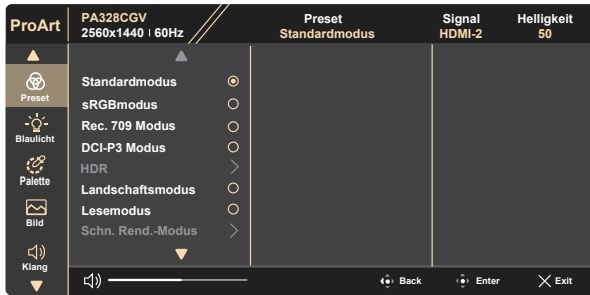 ProArt
PA328CGV
2560x1440 | 60Hz
Preset
Standardmodus
Signal
HDMI-2
Helligkeit
50
Preset
Blaulicht
Palette
Bild
Klang
Standardmodus
sRGBmodus
Rec. 709 Modus
DCI-P3 Modus
HDR
Landschaftsmodus
Lesemodus
Schn. Rend.-Modus
Back
Enter
Exit